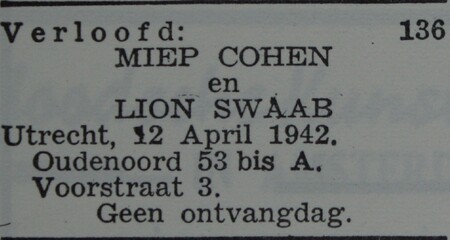 Verloofd: 136
MIEP COHEN
en
LION SWAAB
Utrecht, 12 April 1942.
Oudenoord 53 bis A.
Voorstraat 3.
Geen ontvangdag.